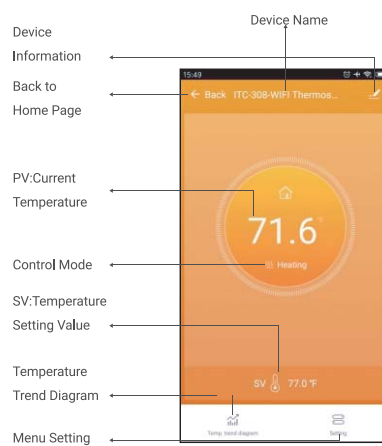 Device Name
Device
Information
15:49
Back to
Home Page
Back ITC-308-WIFI Thermos...
PV:Current
Temperature
71.6°F
Control Mode
Heating
SV:Temperature
Setting Value
Temperature
Trend Diagram
SV 77.0 °F
Temp. trend diagram
Setting
Menu Setting